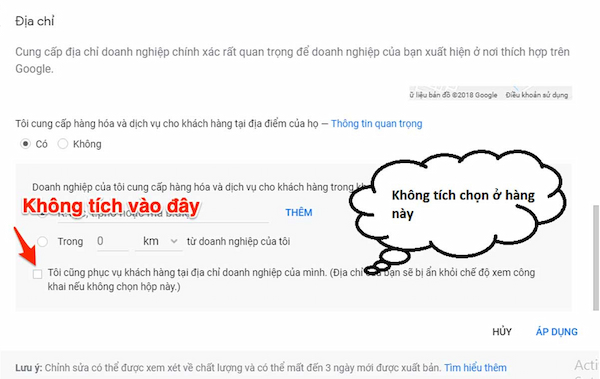 Địa chỉ
Cung cấp địa chỉ doanh nghiệp chính xác rất quan trọng để doanh nghiệp của bạn xuất hiện ở nơi thích hợp trên
Google.
ữ liệu bản đồ ©2018 Google Điều khoản sử dụng
Tôi cung cấp hàng hóa và dịch vụ cho khách hàng tại địa điểm của họ — Thông tin quan trọng
Có Không
Doanh nghiệp của tôi cung cấp hàng hóa và dịch vụ cho khách hàng trong
Không tích vào đây
THÊM
Không tích chọn ở hàng
này
Trong 0 km từ doanh nghiệp của tôi
Tôi cũng phục vụ khách hàng tại địa chỉ doanh nghiệp của mình. (Địa chỉ của bạn sẽ bị ẩn khỏi chế độ xem công
khai nếu không chọn hộp này.)
HỦY ÁP DỤNG
Lưu ý: Chỉnh sửa có thể được xem xét về chất lượng và có thể mất đến 3 ngày mới được xuất bản. Tìm hiểu thêm
Acti